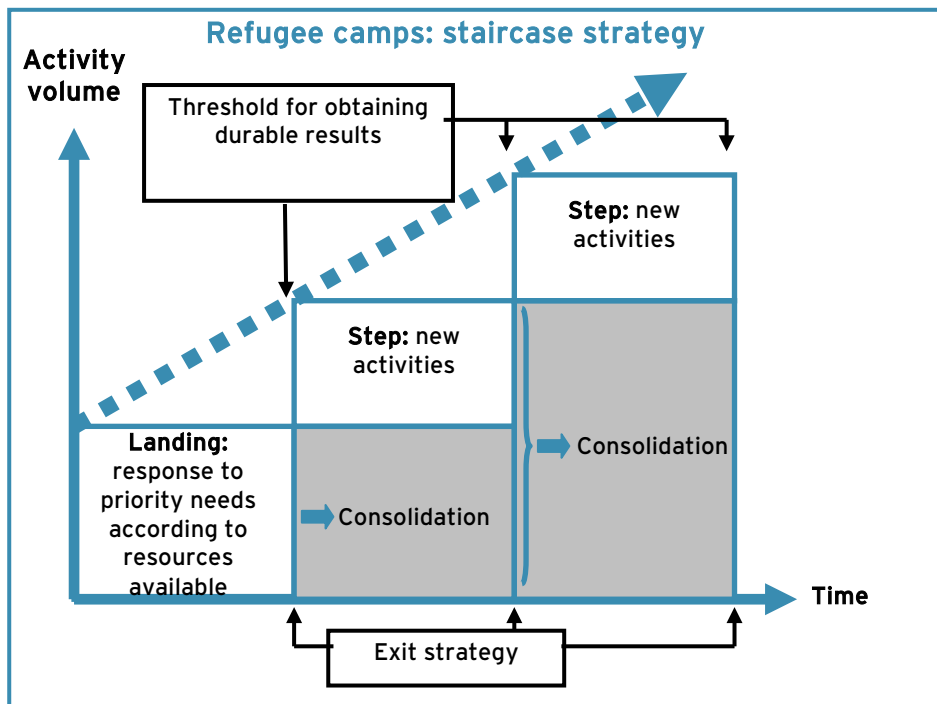 Refugee camps: staircase strategy
Activity
volume
Threshold for obtaining
durable results
Step: new
activities
Step: new
activities
Landing:
response to
priority needs
according to
resources
available
Consolidation
Consolidation
Time
Exit strategy